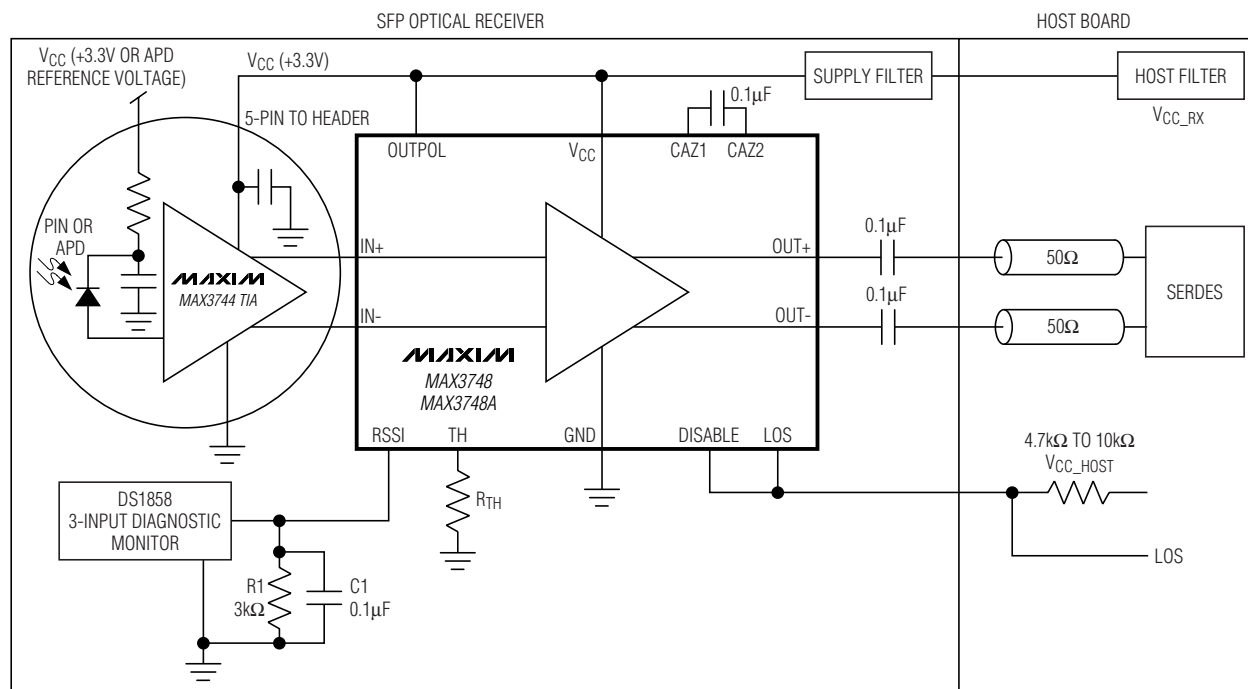 SFP OPTICAL RECEIVER
HOST BOARD
VCC (+3.3V OR APD
REFERENCE VOLTAGE)
VCC (+3.3V)
SUPPLY FILTER
HOST FILTER
VCC_RX
0.1µF
5-PIN TO HEADER
OUTPOL
VCC
CAZ1
CAZ2
PIN OR
APD
MAXIM
MAX3744 TIA
IN+
IN-
OUT+
OUT-
0.1µF
0.1µF
50Ω
50Ω
SERDES
MAXIM
MAX3748
MAX3748A
RSSI
TH
GND
DISABLE
LOS
4.7kΩ TO 10kΩ
VCC_HOST
LOS
DS1858
3-INPUT DIAGNOSTIC
MONITOR
RTH
R1
3kΩ
C1
0.1µF